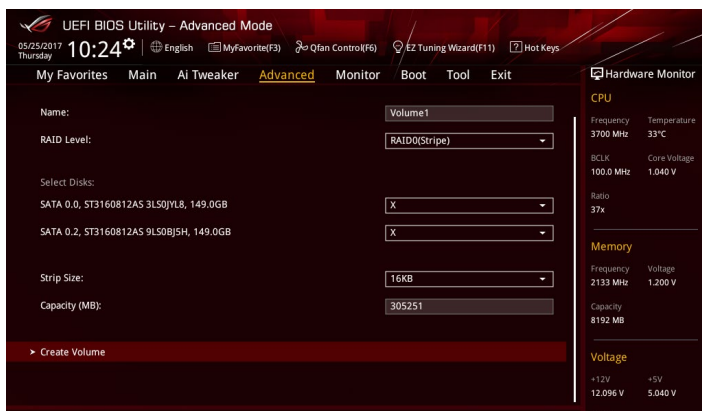 UEFI BIOS Utility – Advanced Mode
05/25/2017 Thursday 10:24 English MyFavorite(F3) Qfan Control(F6) EZ Tuning Wizard(F11) ? Hot Keys
My Favorites Main Ai Tweaker Advanced Monitor Boot Tool Exit
Name: Volume1
RAID Level: RAID0(Stripe)
Select Disks:
SATA 0.0, ST3160812AS 3LS0JYL8, 149.0GB X
SATA 0.2, ST3160812AS 9LS0BJ5H, 149.0GB X
Strip Size: 16KB
Capacity (MB): 305251
> Create Volume
Hardware Monitor
CPU
Frequency Temperature
3700 MHz 33°C
BCLK Core Voltage
100.0 MHz 1.040 V
Ratio
37x
Memory
Frequency Voltage
2133 MHz 1.200 V
Capacity
8192 MB
Voltage
+12V +5V
12.096 V 5.040 V